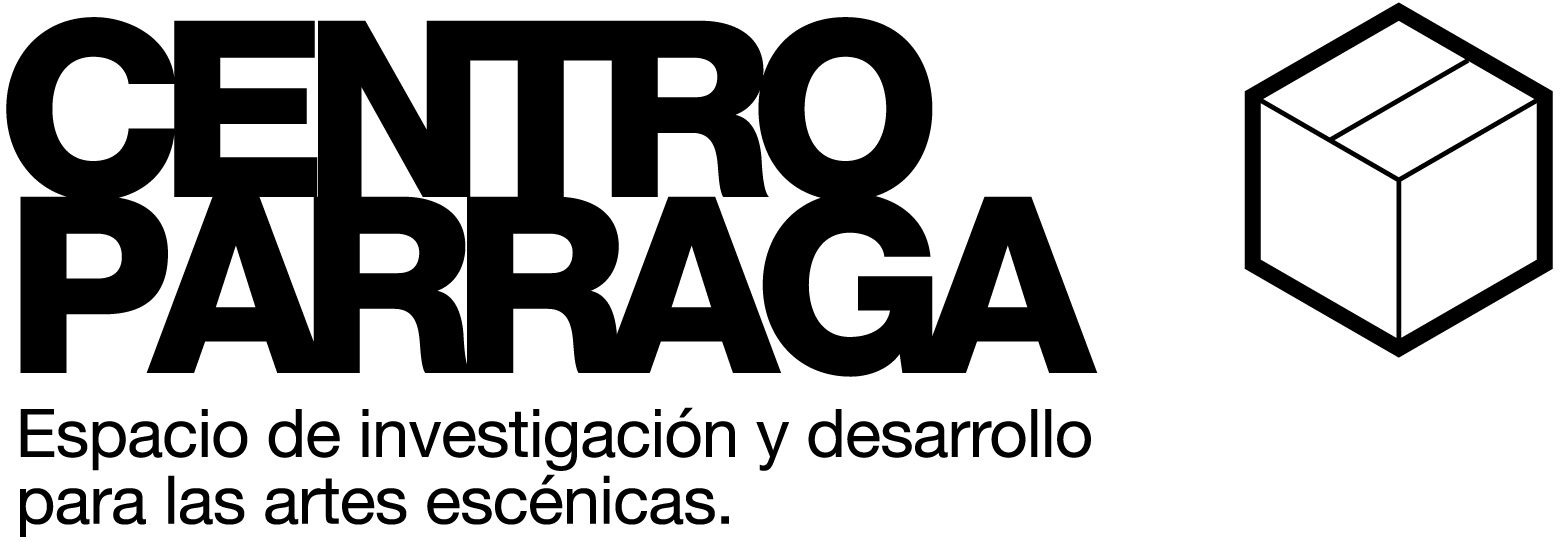 CENTRO
PARRAGA
Espacio de investigación y desarrollo
para las artes escénicas.